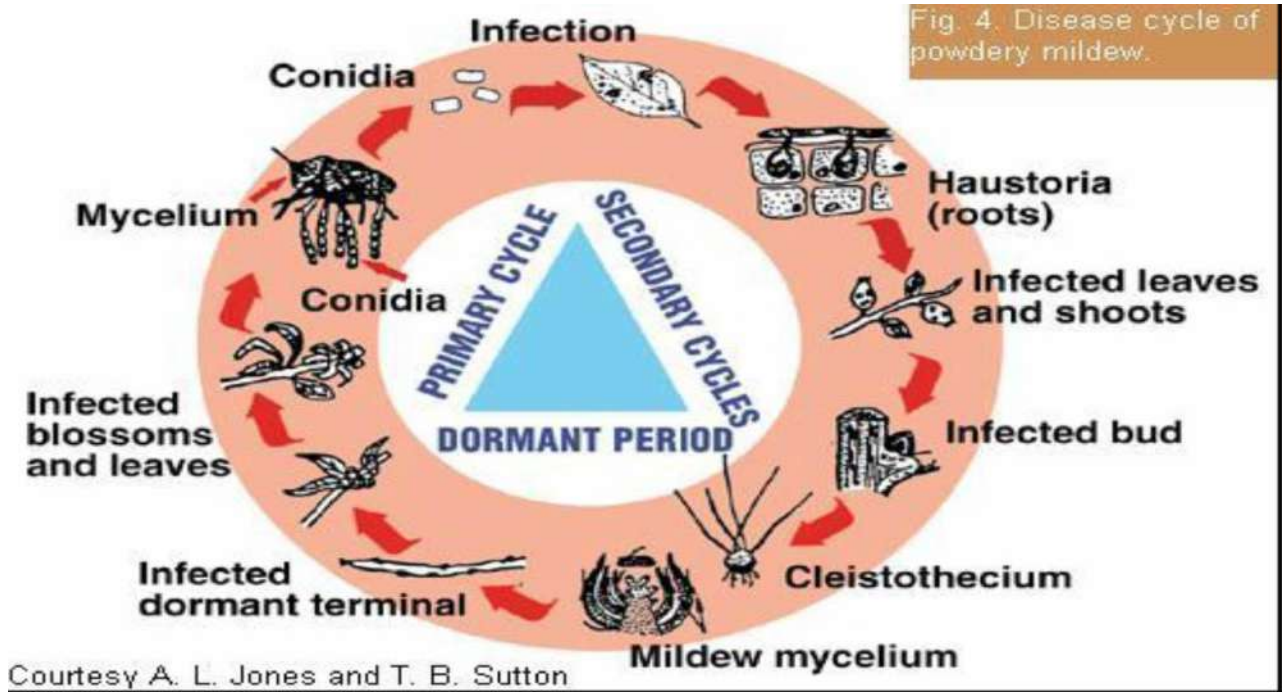 Fig. 4. Disease cycle of
powdery mildew.
Infection
Conidia
Mycelium
Conidia
Haustoria
(roots)
Infected leaves
and shoots
Infected bud
Cleistothecium
Mildew mycelium
Infected
dormant terminal
Infected
blossoms
and leaves
PRIMARY CYCLE
SECONDARY CYCLES
DORMANT PERIOD
Courtesy A. L. Jones and T. B. Sutton